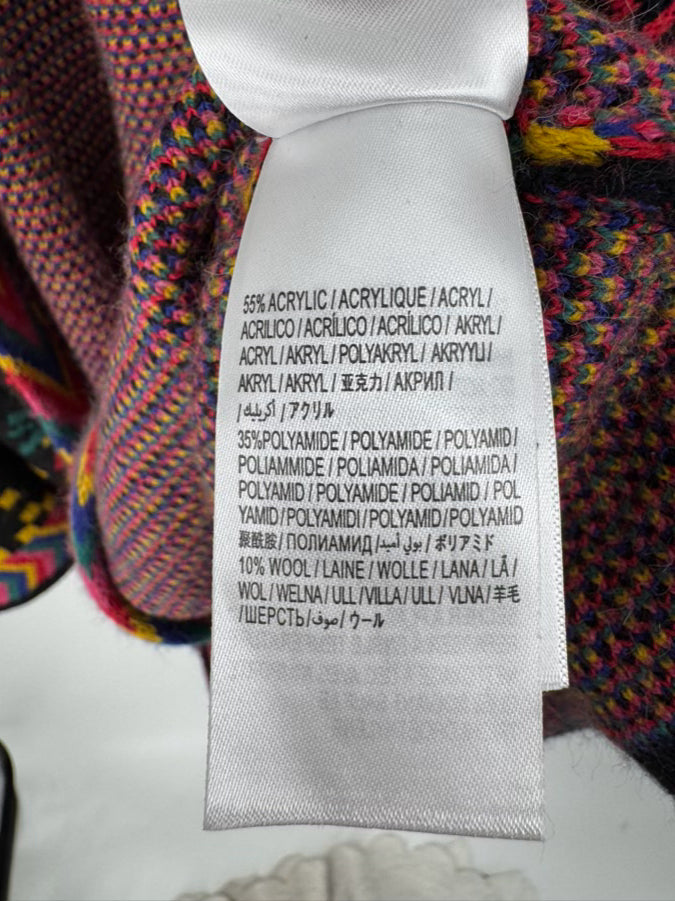 55% ACRYLIC / ACRYLIQUE / ACRYL /
ACRILICO / ACRÍLICO / ACRÍLICO / AKRYL /
ACRYL / AKRYL / POLYAKRYL / AKRYYLI /
AKRYL / AKRYL / 亚克力 / АКРИЛ /
/ أكريليك / アクリル
35%POLYAMIDE / POLYAMIDE / POLYAMID /
POLIAMMIDE / POLIAMIDA / POLIAMIDA /
POLYAMID / POLYAMIDE / POLIAMID / POL
YAMID/POLYAMIDI/POLYAMID/POLYAMID
聚酰胺/ ПОЛИАМИД/بولي أميد/ ポリアミド
10% WOOL / LAINE / WOLLE / LANA / LÃ /
WOL / WELNA / ULL / VILLA / ULL / VLNA / 羊毛
/ШЕРСТЬ/صوف/ ウール